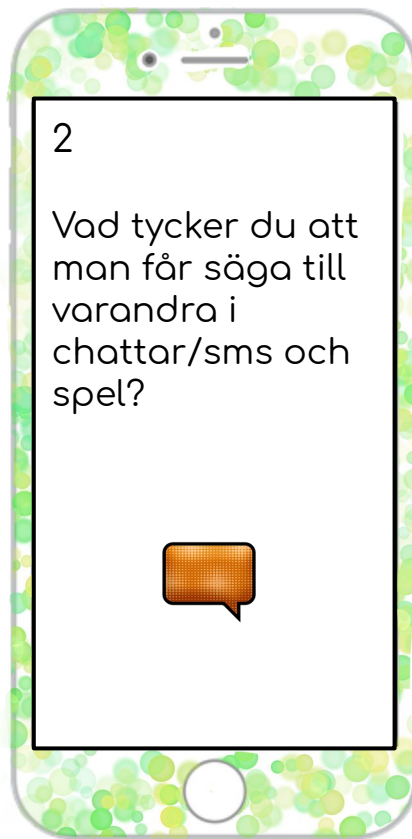 2
Vad tycker du att
man får säga till
varandra i
chattar/sms och
spel?